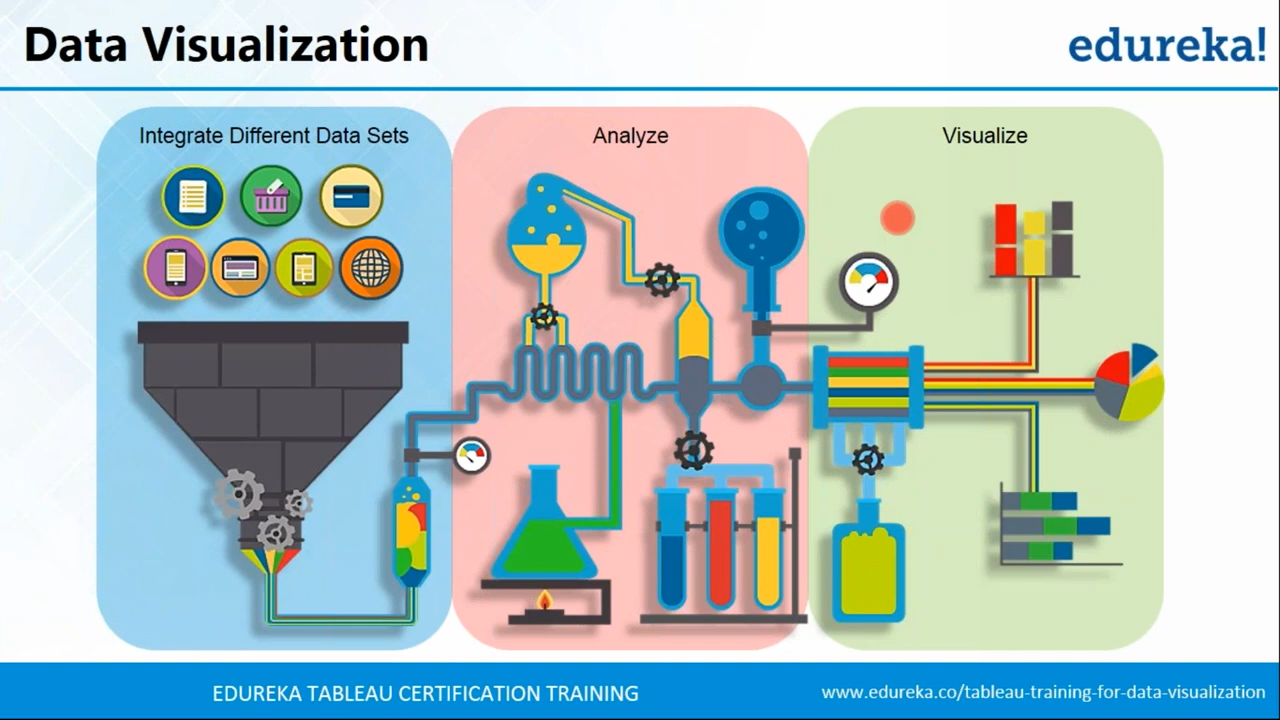 Data Visualization
edureka!
Integrate Different Data Sets
Analyze
Visualize
EDUREKA TABLEAU CERTIFICATION TRAINING
www.edureka.co/tableau-training-for-data-visualization